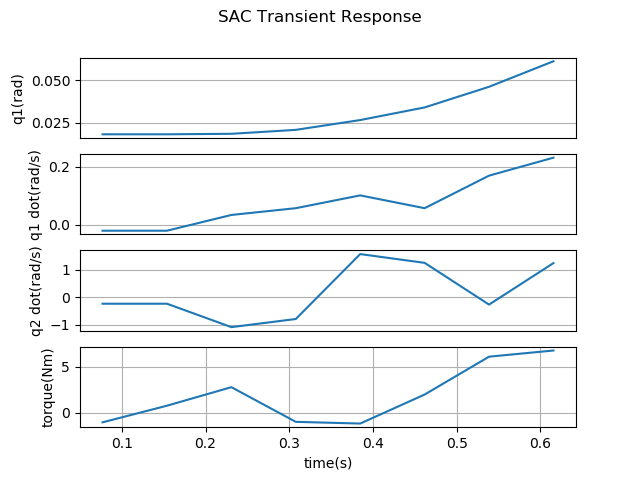 SAC Transient Response
q1(rad)
0.050
0.025
q1 dot(rad/s)
0.2
0.0
q2 dot(rad/s)
1
0
−1
torque(Nm)
5
0
0.1 0.2 0.3 0.4 0.5 0.6
time(s)